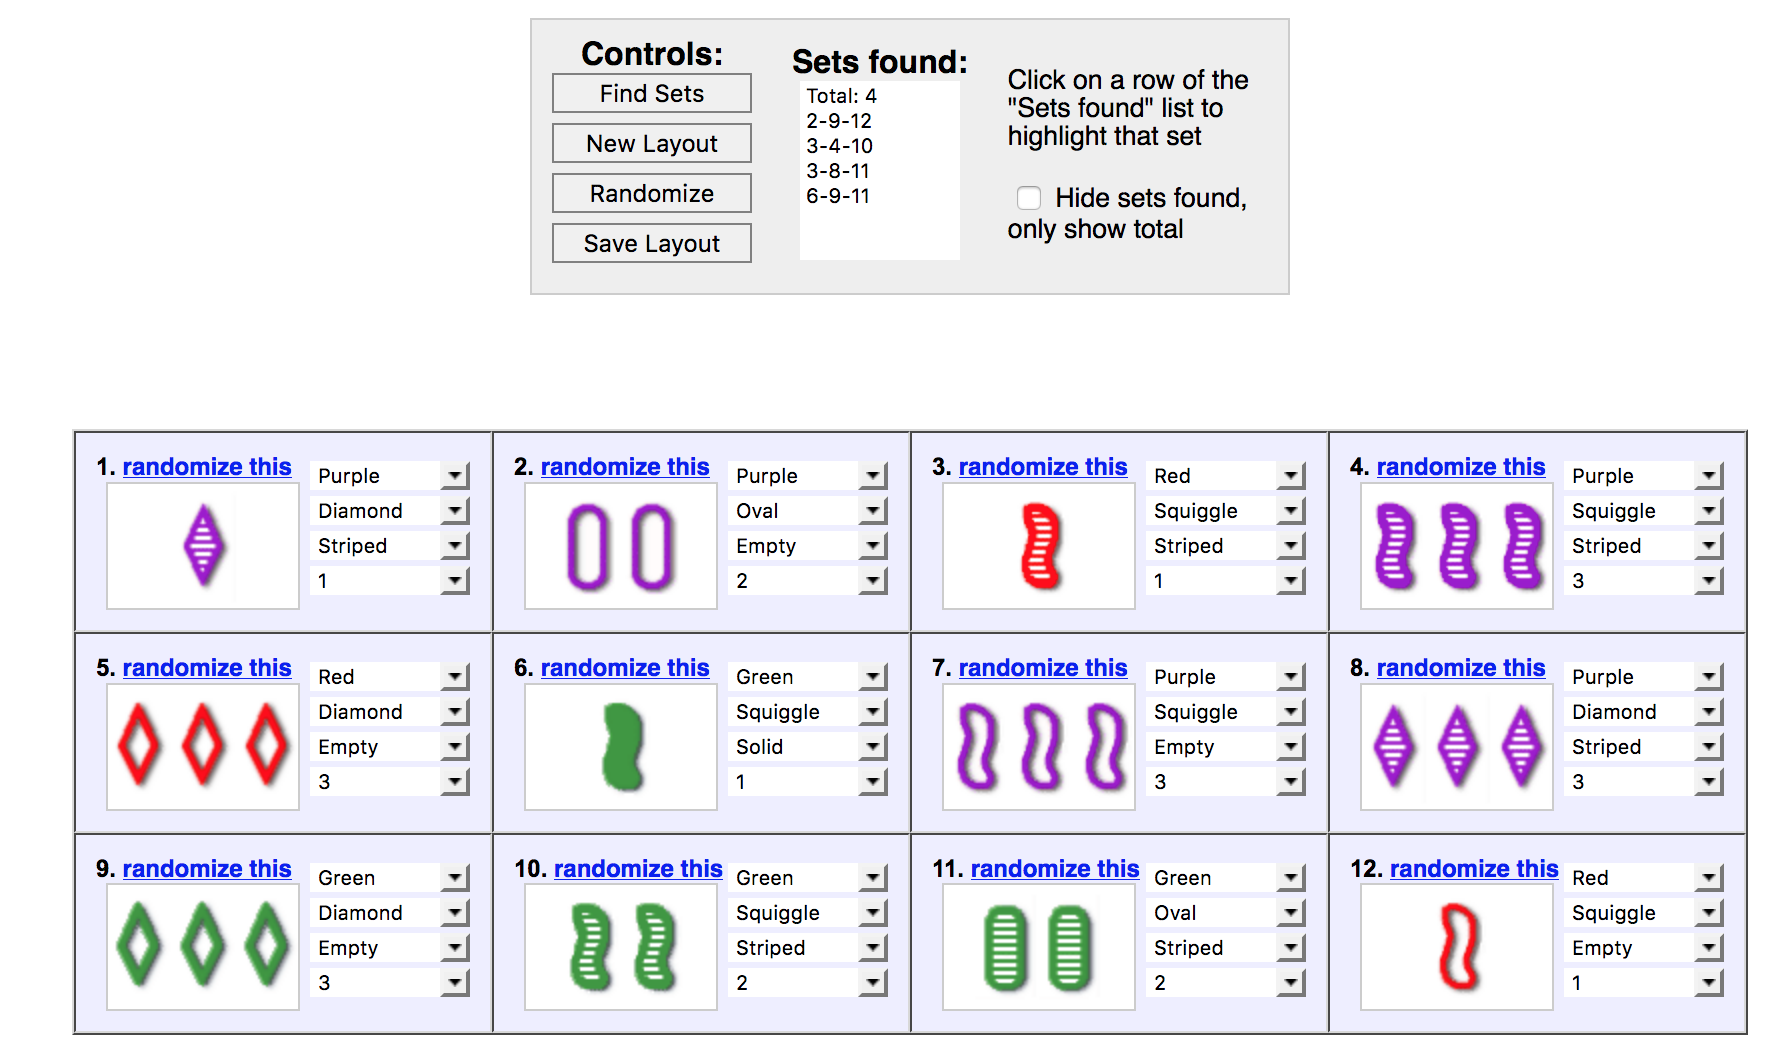 Controls:
Find Sets
New Layout
Randomize
Save Layout
Sets found:
Total: 4
2-9-12
3-4-10
3-8-11
6-9-11
Click on a row of the
"Sets found" list to
highlight that set
Hide sets found,
only show total
1. randomize this
Purple
Diamond
Striped
1
2. randomize this
Purple
Oval
Empty
2
3. randomize this
Red
Squiggle
Striped
1
4. randomize this
Purple
Squiggle
Striped
3
5. randomize this
Red
Diamond
Empty
3
6. randomize this
Green
Squiggle
Solid
1
7. randomize this
Purple
Squiggle
Empty
3
8. randomize this
Purple
Diamond
Striped
3
9. randomize this
Green
Diamond
Empty
3
10. randomize this
Green
Squiggle
Striped
2
11. randomize this
Green
Oval
Striped
2
12. randomize this
Red
Squiggle
Empty
1